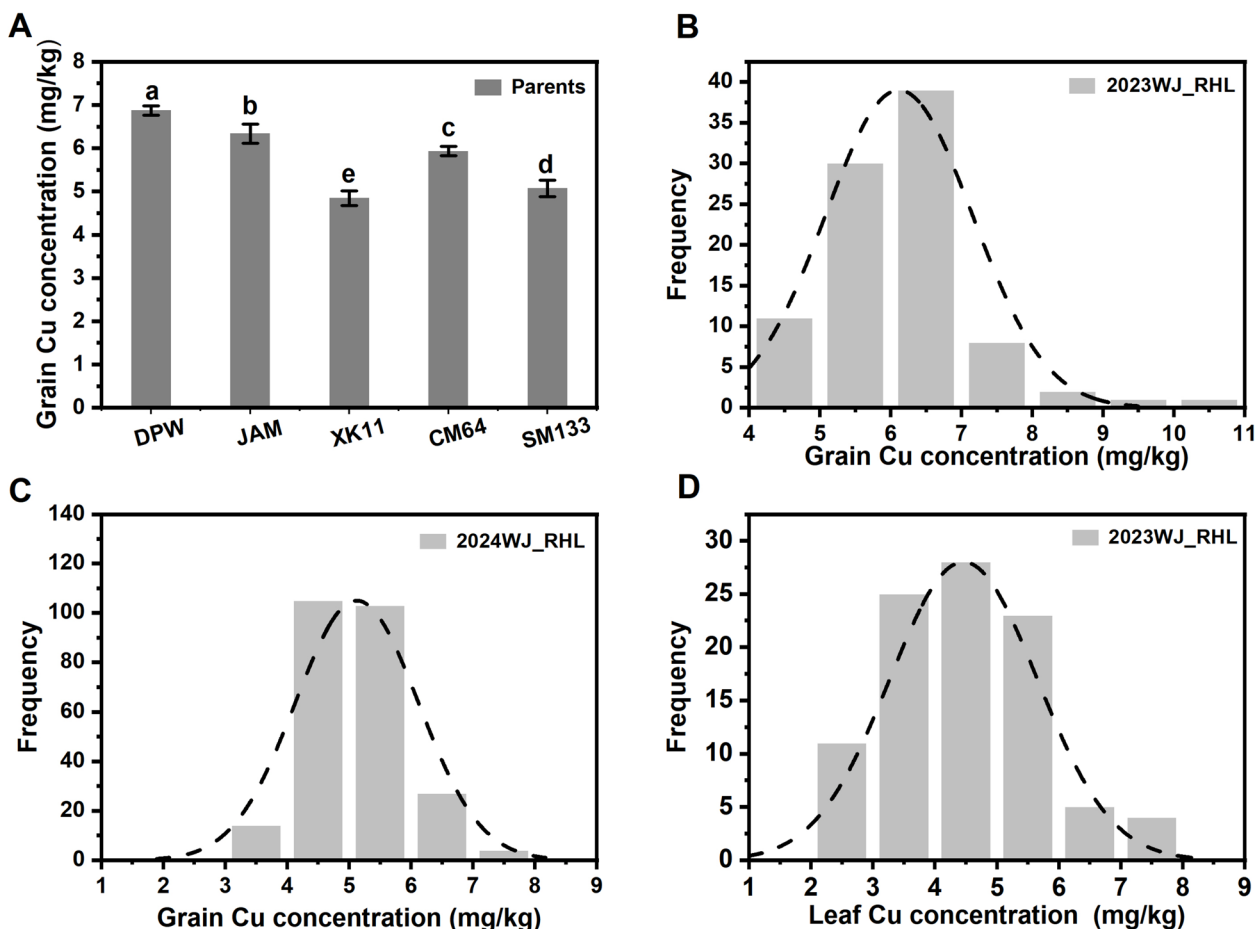 A
Grain Cu concentration (mg/kg)
8
7
6
5
4
3
2
1
0
Parents
a
b
e
c
d
DPW
JAM
XK11
CM64
SM133
B
Frequency
40
35
30
25
20
15
10
5
0
2023WJ_RHL
4 5 6 7 8 9 10 11
Grain Cu concentration (mg/kg)
C
Frequency
140
120
100
80
60
40
20
0
2024WJ_RHL
1 2 3 4 5 6 7 8 9
Grain Cu concentration (mg/kg)
D
Frequency
30
25
20
15
10
5
0
2023WJ_RHL
1 2 3 4 5 6 7 8 9
Leaf Cu concentration (mg/kg)